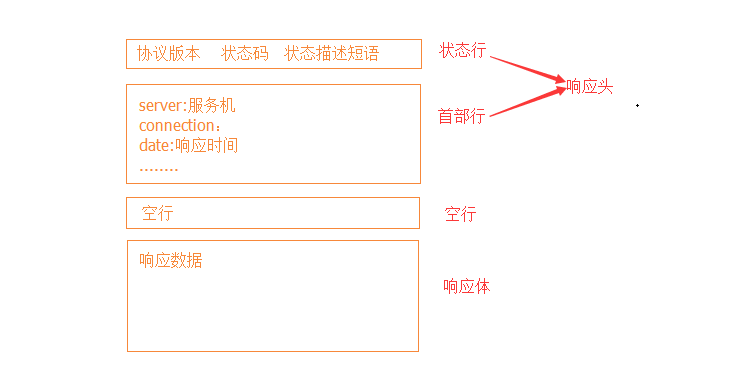 协议版本 状态码 状态描述短语
状态行
响应头
server:服务机
connection：
date:响应时间
........
首部行
空行
空行
响应数据
响应体